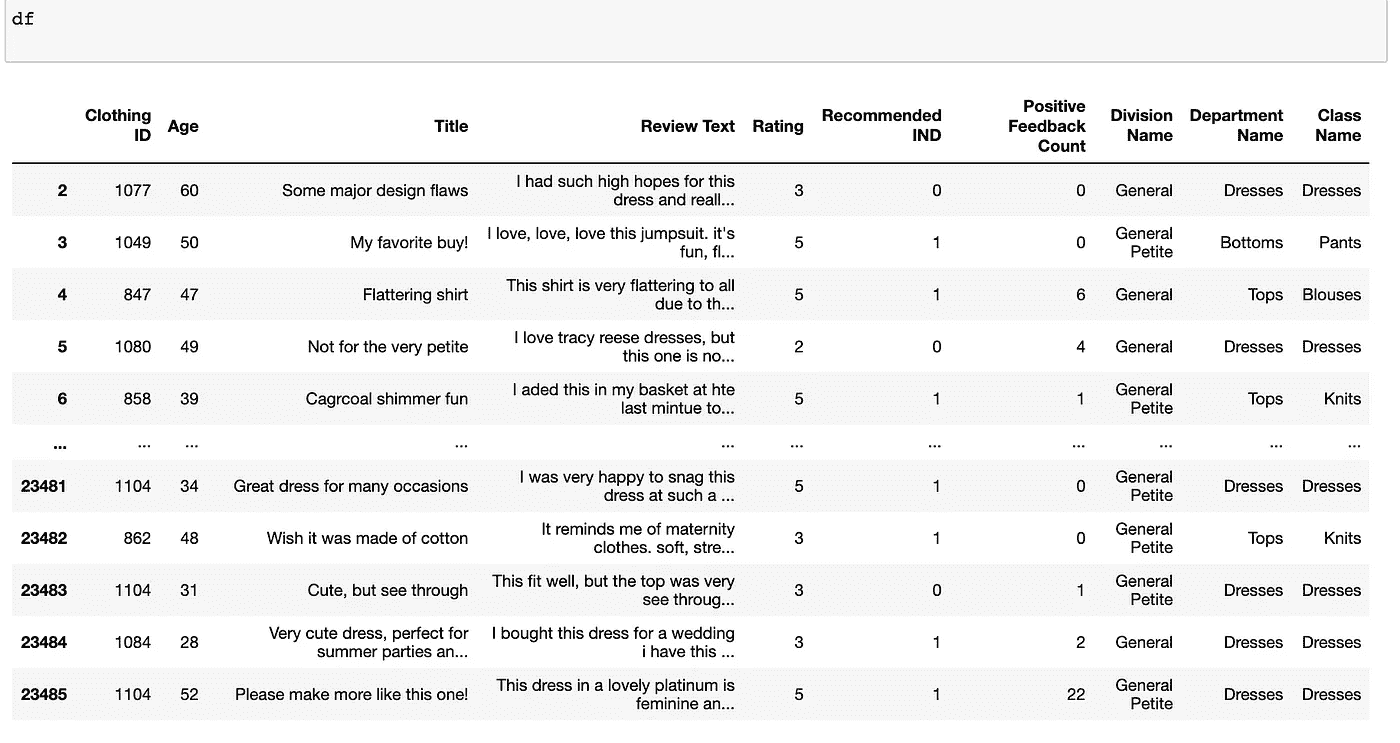 df
Clothing ID Age Title Review Text Rating Recommended IND Positive Feedback Count Division Name Department Name Class Name
2 1077 60 Some major design flaws I had such high hopes for this dress and reall... 3 0 0 General Dresses Dresses
3 1049 50 My favorite buy! I love, love, love this jumpsuit. it's fun, fl... 5 1 0 General Petite Bottoms Pants
4 847 47 Flattering shirt This shirt is very flattering to all due to th... 5 1 6 General Tops Blouses
5 1080 49 Not for the very petite I love tracy reese dresses, but this one is no... 2 0 4 General Dresses Dresses
6 858 39 Cagrcoal shimmer fun I aded this in my basket at hte last mintue to... 5 1 1 General Petite Tops Knits
... ... ... ... ... ... ... ... ... ... ...
23481 1104 34 Great dress for many occasions I was very happy to snag this dress at such a ... 5 1 0 General Petite Dresses Dresses
23482 862 48 Wish it was made of cotton It reminds me of maternity clothes. soft, stre... 3 1 0 General Petite Tops Knits
23483 1104 31 Cute, but see through This fit well, but the top was very see throug... 3 0 1 General Petite Dresses Dresses
23484 1084 28 Very cute dress, perfect for summer parties an... I bought this dress for a wedding i have this ... 3 1 2 General Dresses Dresses
23485 1104 52 Please make more like this one! This dress in a lovely platinum is feminine an... 5 1 22 General Petite Dresses Dresses